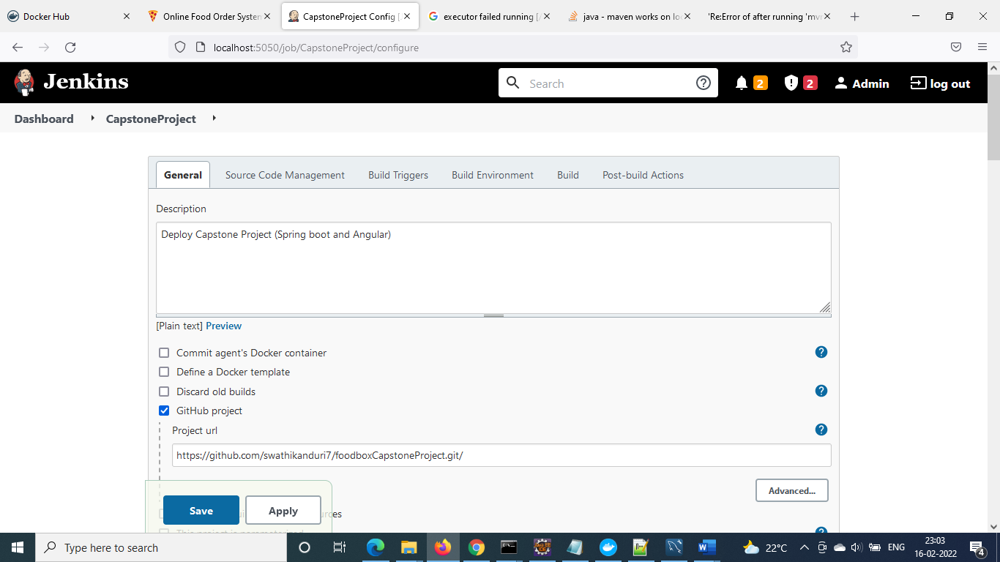 Docker Hub
Online Food Order System
CapstoneProject Config [
executor failed running [/
java - maven works on loc
'Re:Error of after running 'mvn
localhost:5050/job/CapstoneProject/configure
Jenkins
Search
2
2
Admin
log out
Dashboard
CapstoneProject
General
Source Code Management
Build Triggers
Build Environment
Build
Post-build Actions
Description
Deploy Capstone Project (Spring boot and Angular)
[Plain text] Preview
Commit agent's Docker container
Define a Docker template
Discard old builds
GitHub project
Project url
https://github.com/swathikanduri7/foodboxCapstoneProject.git/
Advanced...
Save
Apply
This project is parameterized
Type here to search
22°C
ENG
23:03
16-02-2022
4